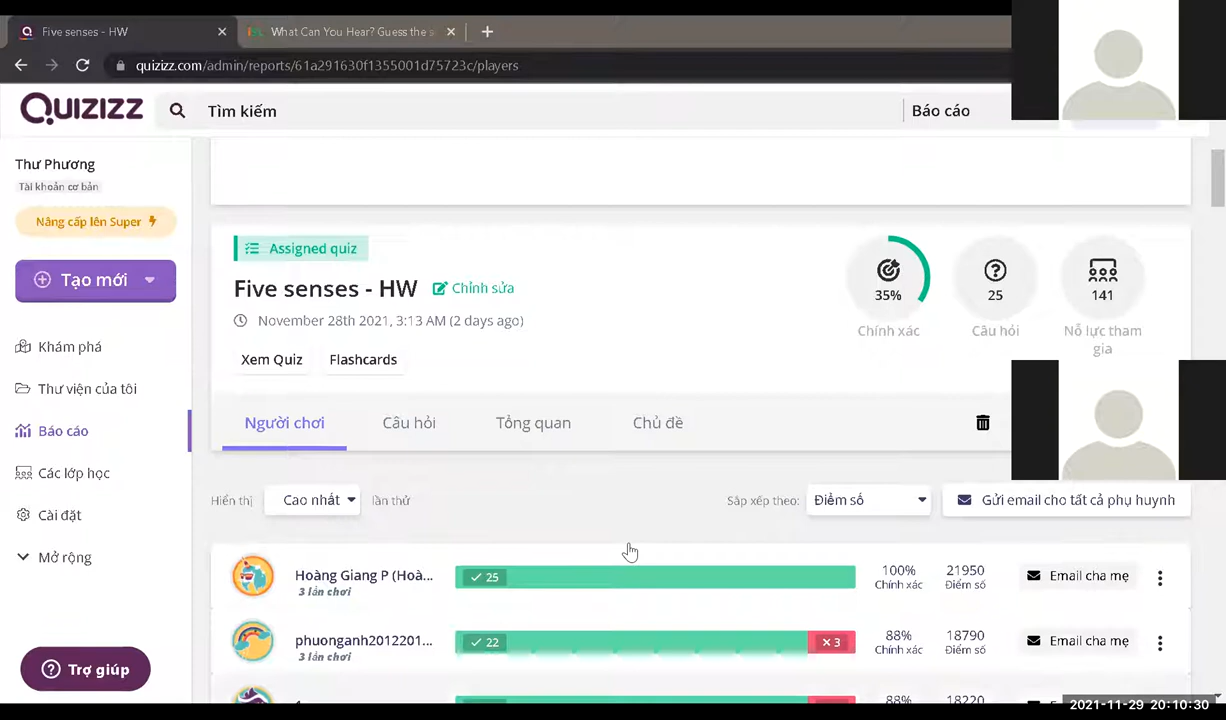 Five senses - HW
What Can You Hear? Guess the s
quizizz.com/admin/reports/61a291630f1355001d75723c/players
QUIZIZZ
Tìm kiếm
Báo cáo
Thư Phương
Tài khoản cơ bản
Nâng cấp lên Super
Tạo mới
Khám phá
Thư viện của tôi
Báo cáo
Các lớp học
Cài đặt
Mở rộng
Trợ giúp
Assigned quiz
Five senses - HW
Chỉnh sửa
November 28th 2021, 3:13 AM (2 days ago)
Xem Quiz
Flashcards
35%
Chính xác
25
Câu hỏi
141
Nỗ lực tham
gia
Người chơi
Câu hỏi
Tổng quan
Chủ đề
Hiển thị
Cao nhất
lần thử
Sắp xếp theo:
Điểm số
Gửi email cho tất cả phụ huynh
Hoàng Giang P (Hoà...
3 lần chơi
25
100%
Chính xác
21950
Điểm số
Email cha mẹ
phuonganh2012201...
3 lần chơi
22
3
88%
Chính xác
18790
Điểm số
Email cha mẹ
88%
18220
2021-11-29 20:10:30